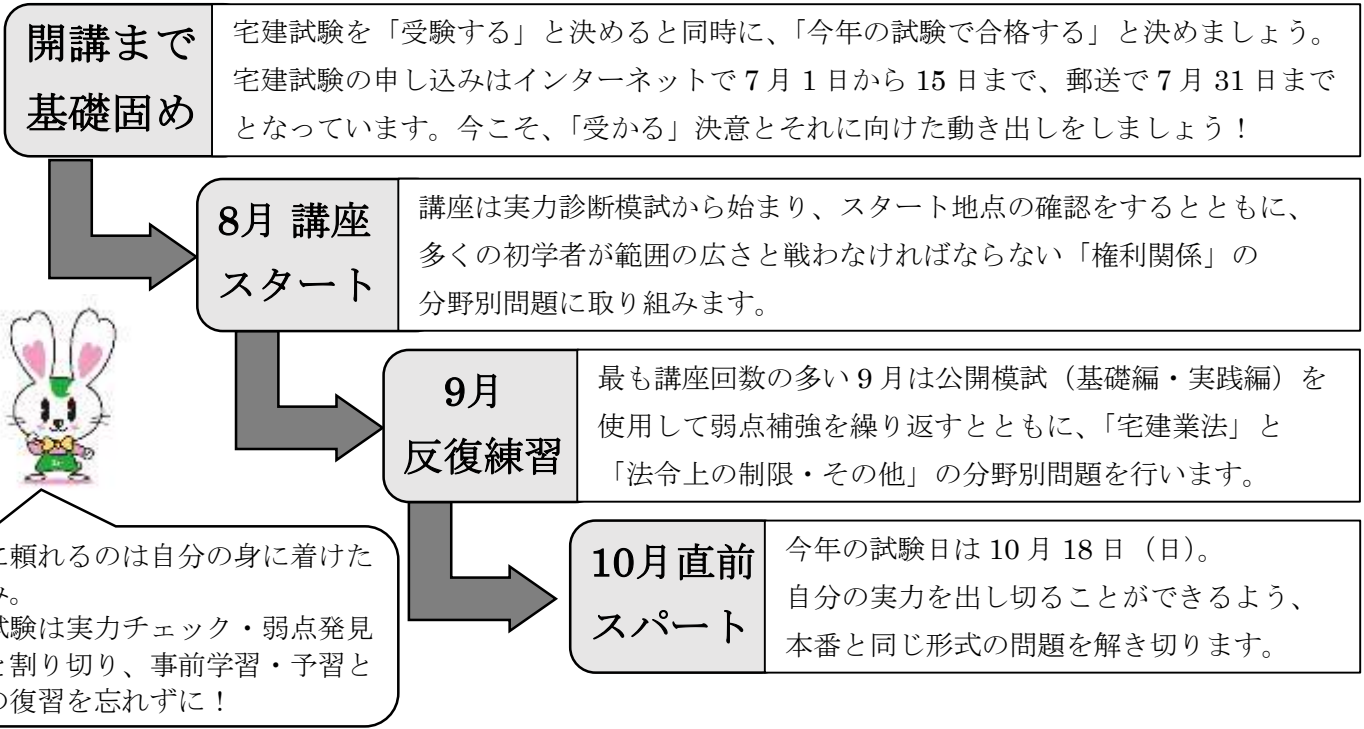 開講まで
基礎固め
宅建試験を「受験する」と決めると同時に、「今年の試験で合格する」と決めましょう。
宅建試験の申し込みはインターネットで 7 月 1 日から 15 日まで、郵送で 7 月 31 日まで
となっています。今こそ、「受かる」決意とそれに向けた動き出しをしましょう！
8月 講座
スタート
講座は実力診断模試から始まり、スタート地点の確認をするとともに、
多くの初学者が範囲の広さと戦わなければならない「権利関係」の
分野別問題に取り組みます。
9月
反復練習
最も講座回数の多い 9 月は公開模試（基礎編・実践編）を
使用して弱点補強を繰り返すとともに、「宅建業法」と
「法令上の制限・その他」の分野別問題を行います。
10月直前
スパート
今年の試験日は 10 月 18 日（日）。
自分の実力を出し切ることができるよう、
本番と同じ形式の問題を解き切ります。
に頼れるのは自分の身に着けた
み。
試験は実力チェック・弱点発見
と割り切り、事前学習・予習と
の復習を忘れずに！